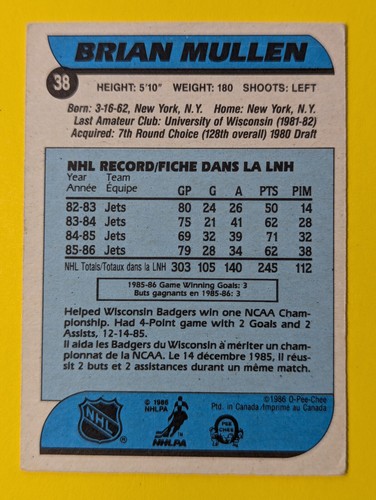 BRIAN MULLEN
38
HEIGHT: 5'10" WEIGHT: 180 SHOOTS: LEFT
Born: 3-16-62, New York, N.Y. Home: New York, N.Y.
Last Amateur Club: University of Wisconsin (1981-82)
Acquired: 7th Round Choice (128th overall) 1980 Draft
NHL RECORD/FICHE DANS LA LNH
Year Team
Année Équipe GP G A PTS PIM
82-83 Jets 80 24 26 50 14
83-84 Jets 75 21 41 62 28
84-85 Jets 69 32 39 71 32
85-86 Jets 79 28 34 62 38
NHL Totals/Totaux dans la LNH 303 105 140 245 112
1985-86 Game Winning Goals: 3
Buts gagnants en 1985-86: 3
Helped Wisconsin Badgers win one NCAA Cham-
pionship. Had 4-Point game with 2 Goals and 2
Assists, 12-14-85.
Il aida les Badgers du Wisconsin à mériter un cham-
pionnat de la NCAA. Le 14 décembre 1985, il réus-
sit 2 buts et 2 assistances durant un même match.
NHL
© 1986
NHLPA
NHLPA
O PEE CHEE
©1986 O-Pee-Chee
Ptd. in Canada/Imprimé au Canada